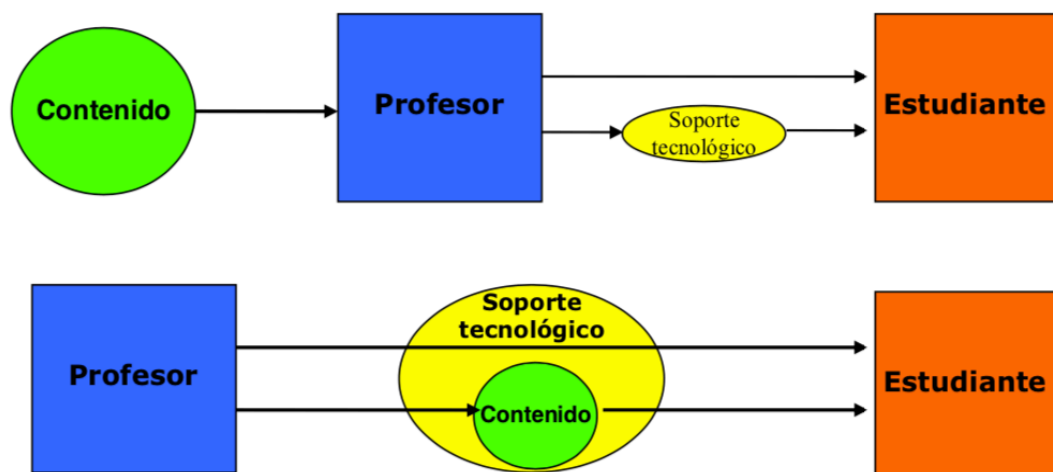 Contenido
Profesor
Soporte
tecnológico
Estudiante
Soporte
tecnológico
Profesor
Contenido
Estudiante